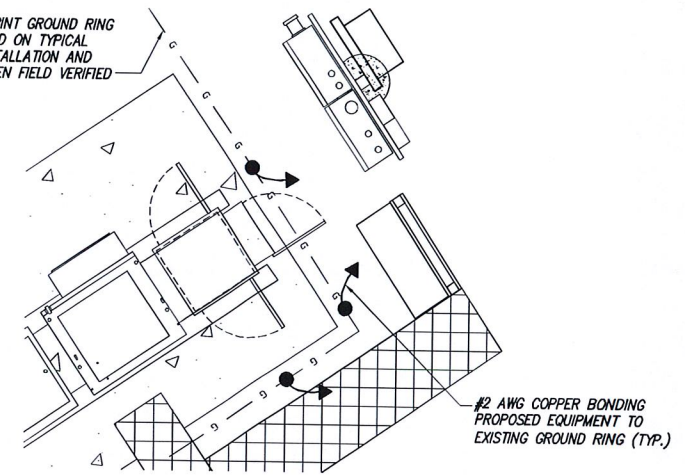 RINT GROUND RING
D ON TYPICAL
TALLATION AND
EN FIELD VERIFIED
G
G
G
G
G
G
G
G
G
G
#2 AWG COPPER BONDING
PROPOSED EQUIPMENT TO
EXISTING GROUND RING (TYP.)